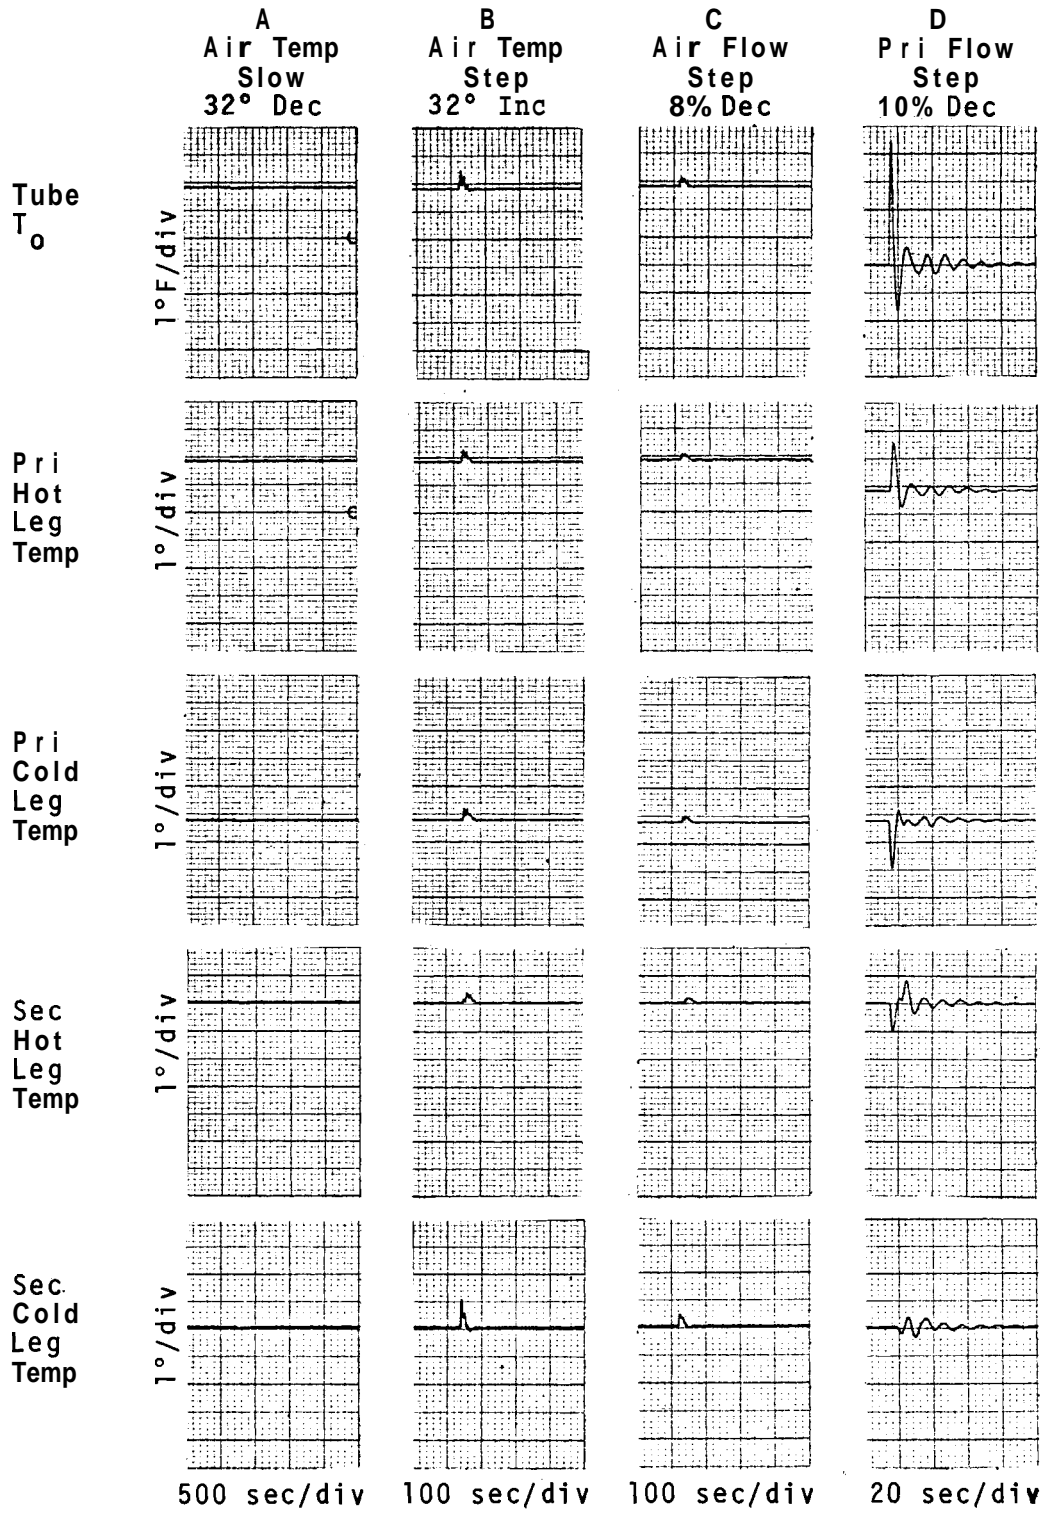 A
Air Temp
Slow
32° Dec
B
Air Temp
Step
32° Inc
C
Air Flow
Step
8% Dec
D
Pri Flow
Step
10% Dec
Tube
To
1°F/div
Pri
Hot
Leg
Temp
1°/div
Pri
Cold
Leg
Temp
1°/div
Sec
Hot
Leg
Temp
1°/div
Sec
Cold
Leg
Temp
1°/div
500 sec/div
100 sec/div
100 sec/div
20 sec/div